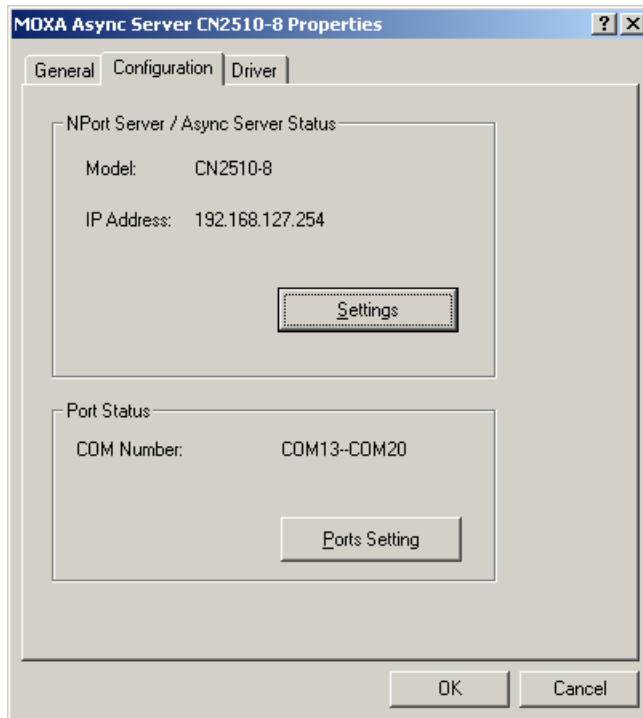 MOXA Async Server CN2510-8 Properties
General Configuration Driver
NPort Server / Async Server Status
Model: CN2510-8
IP Address: 192.168.127.254
Settings
Port Status
COM Number: COM13--COM20
Ports Setting
OK Cancel